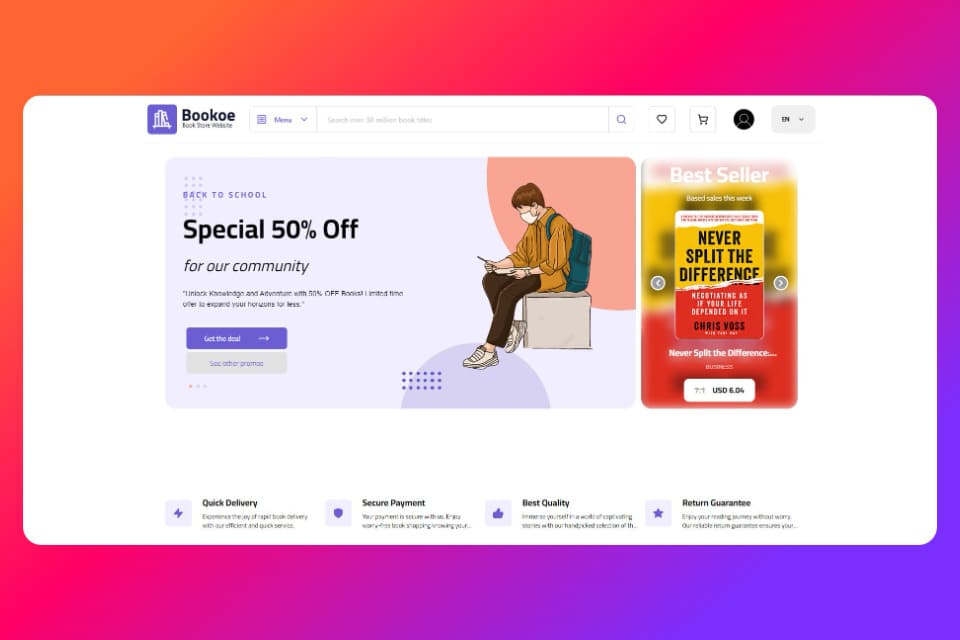 Bookoe
Book Store Website
Menu
Search over 30 million book titles
EN
BACK TO SCHOOL
Special 50% Off
for our community
"Unlock Knowledge and Adventure with 50% OFF Books! Limited time
offer to expand your horizons for less."
Get the deal
See other promos
Best Seller
Based sales this week
NEVER
SPLIT THE
DIFFERENCE
NEGOTIATING AS
IF YOUR LIFE
DEPENDED ON IT
CHRIS VOSS
WITH TAHL RAZ
Never Split the Difference:...
BUSINESS
USD 6.04
Quick Delivery
Experience the joy of rapid book delivery
with our efficient and quick service.
Secure Payment
Your payment is secure with us. Enjoy
worry-free book shopping knowing your...
Best Quality
Immerse yourself in a world of captivating
stories with our handpicked selection of th...
Return Guarantee
Enjoy your reading journey without worry.
Our reliable return guarantee ensures your...